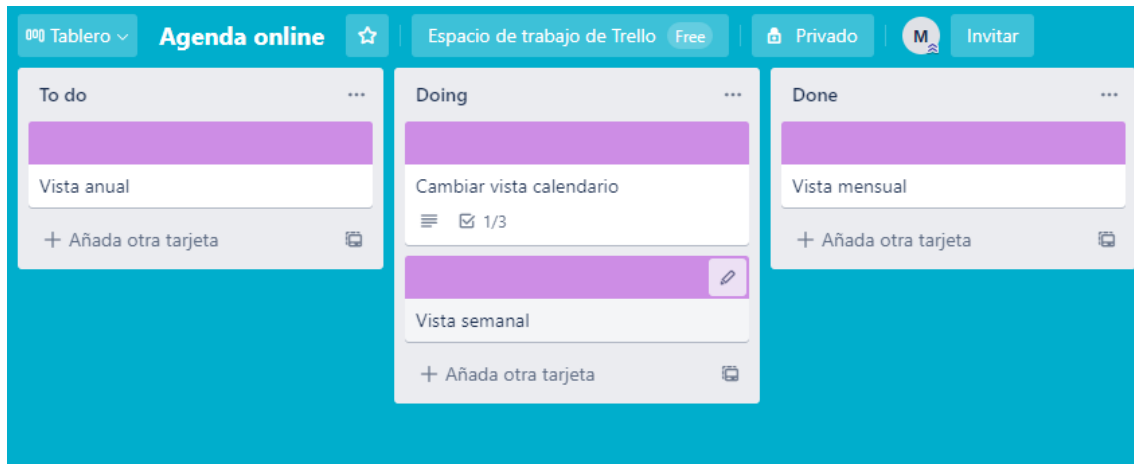 Tablero Agenda online Espacio de trabajo de Trello Free Privado M Invitar
To do
Vista anual
+ Añada otra tarjeta
Doing
Cambiar vista calendario
1/3
Vista semanal
+ Añada otra tarjeta
Done
Vista mensual
+ Añada otra tarjeta